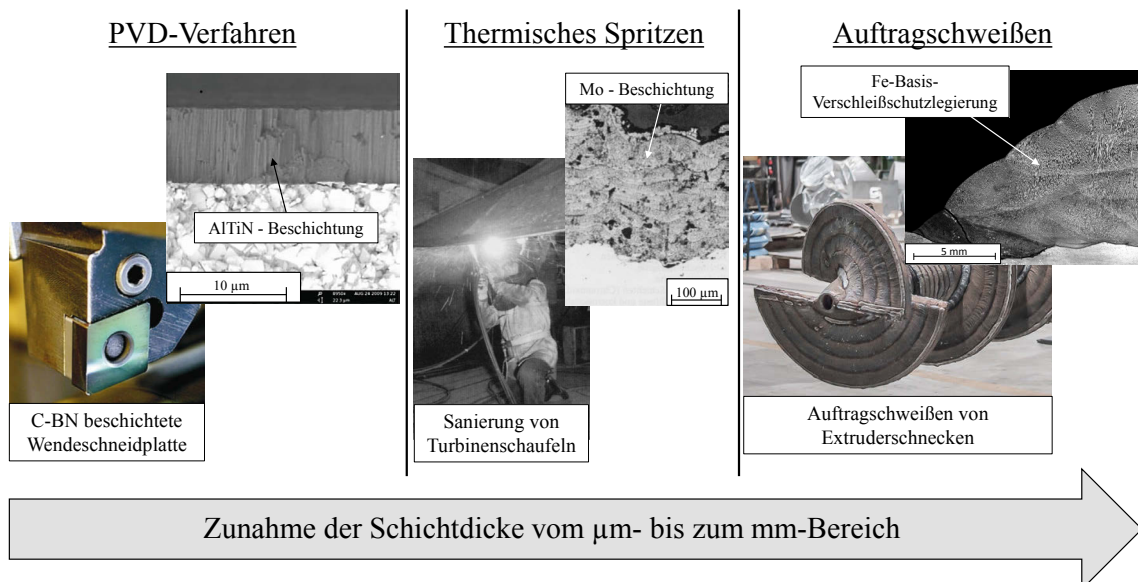 PVD-Verfahren
AlTiN - Beschichtung
10 µm
C-BN beschichtete
Wendeschneidplatte
Thermisches Spritzen
Mo - Beschichtung
100 µm
Sanierung von
Turbinenschaufeln
Auftragschweißen
Fe-Basis-
Verschleißschutzlegierung
5 mm
Auftragschweißen von
Extruderschnecken
Zunahme der Schichtdicke vom µm- bis zum mm-Bereich